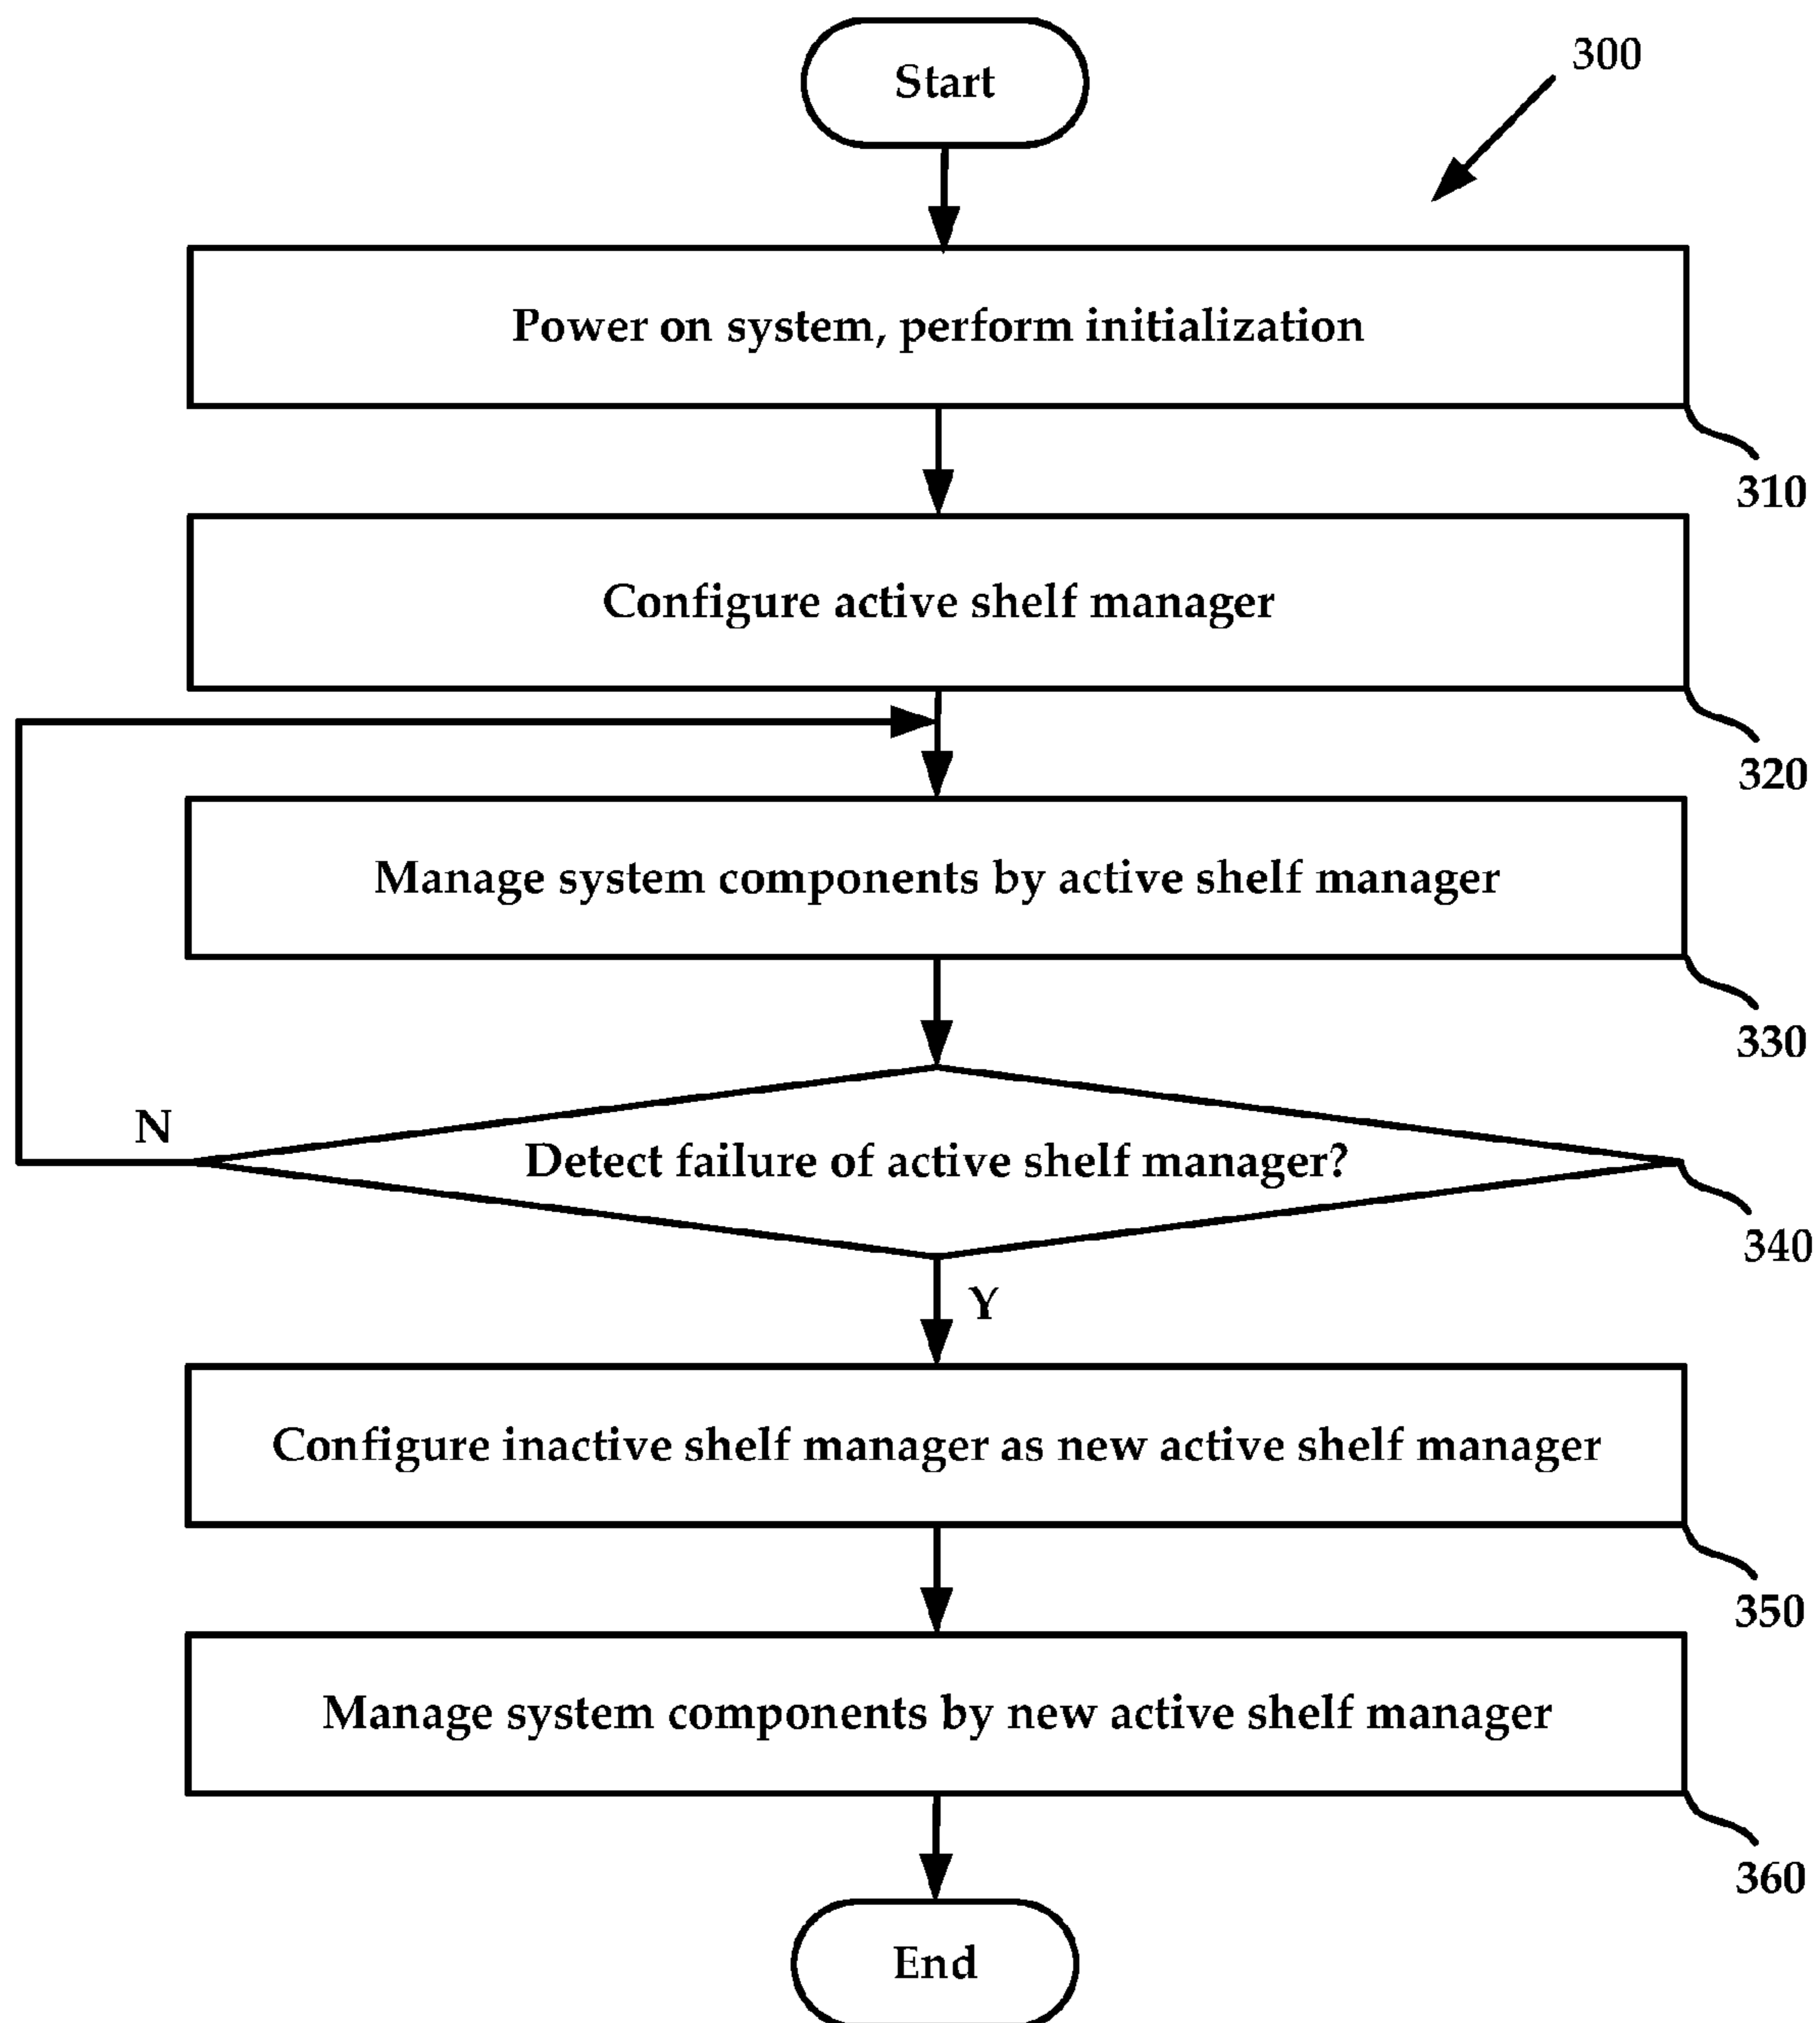 Start
300
Power on system, perform initialization
310
Configure active shelf manager
320
Manage system components by active shelf manager
330
N
Detect failure of active shelf manager?
340
Y
Configure inactive shelf manager as new active shelf manager
350
Manage system components by new active shelf manager
360
End